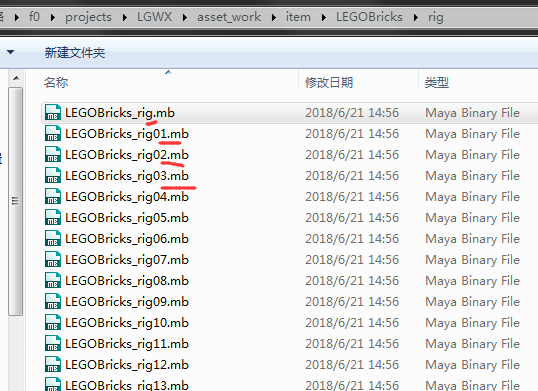 f0 ▸ projects ▸ LGWX ▸ asset_work ▸ item ▸ LEGOBricks ▸ rig
新建文件夹
名称 修改日期 类型
LEGOBricks_rig.mb 2018/6/21 14:56 Maya Binary File
LEGOBricks_rig01.mb 2018/6/21 14:56 Maya Binary File
LEGOBricks_rig02.mb 2018/6/21 14:56 Maya Binary File
LEGOBricks_rig03.mb 2018/6/21 14:56 Maya Binary File
LEGOBricks_rig04.mb 2018/6/21 14:56 Maya Binary File
LEGOBricks_rig05.mb 2018/6/21 14:56 Maya Binary File
LEGOBricks_rig06.mb 2018/6/21 14:56 Maya Binary File
LEGOBricks_rig07.mb 2018/6/21 14:56 Maya Binary File
LEGOBricks_rig08.mb 2018/6/21 14:56 Maya Binary File
LEGOBricks_rig09.mb 2018/6/21 14:56 Maya Binary File
LEGOBricks_rig10.mb 2018/6/21 14:56 Maya Binary File
LEGOBricks_rig11.mb 2018/6/21 14:56 Maya Binary File
LEGOBricks_rig12.mb 2018/6/21 14:56 Maya Binary File
LEGOBricks_rig13.mb 2018/6/21 14:56 Maya Binary File